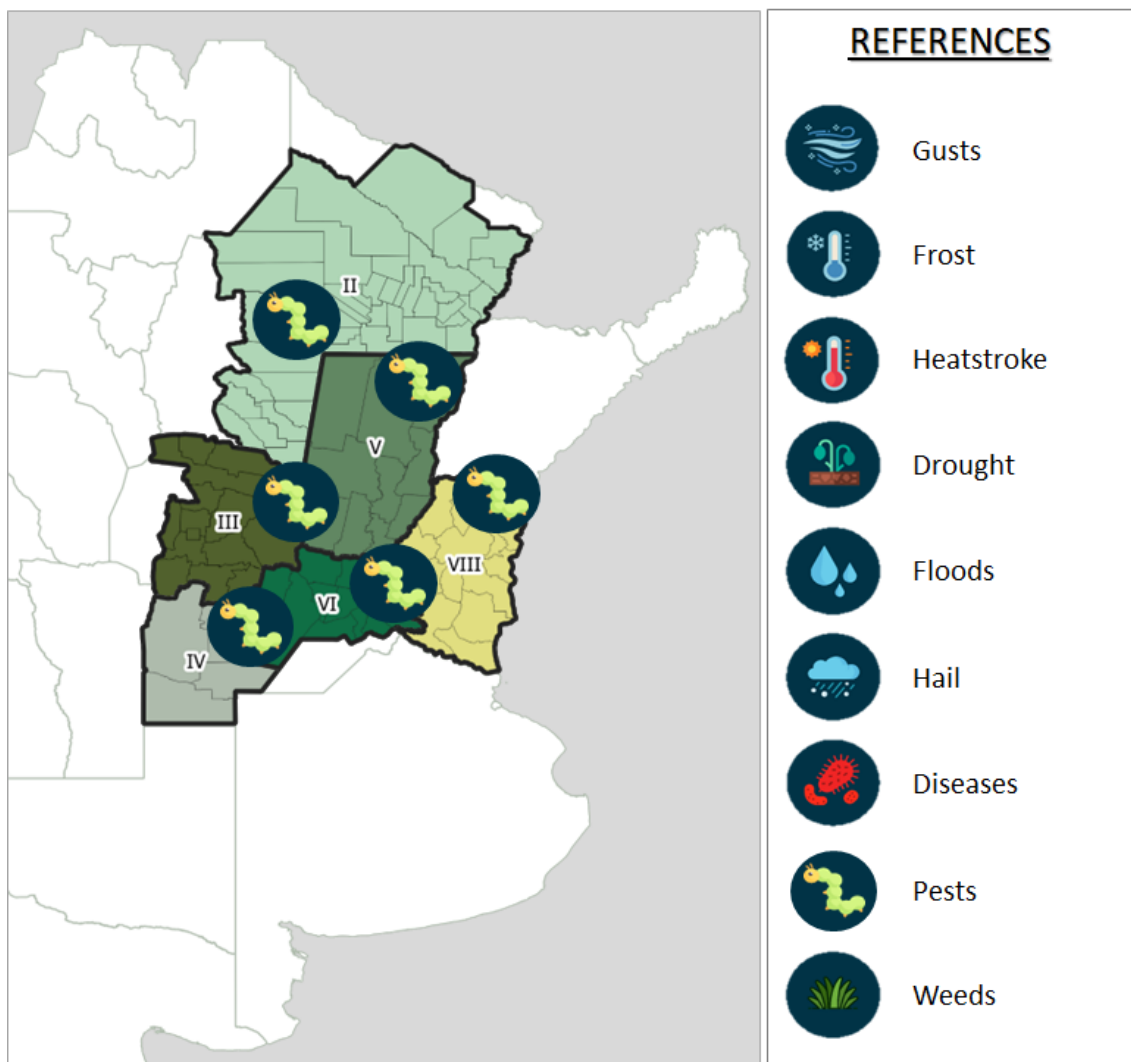 REFERENCES
Gusts
Frost
Heatstroke
Drought
Floods
Hail
Diseases
Pests
Weeds
II
V
III
VIII
VI
IV